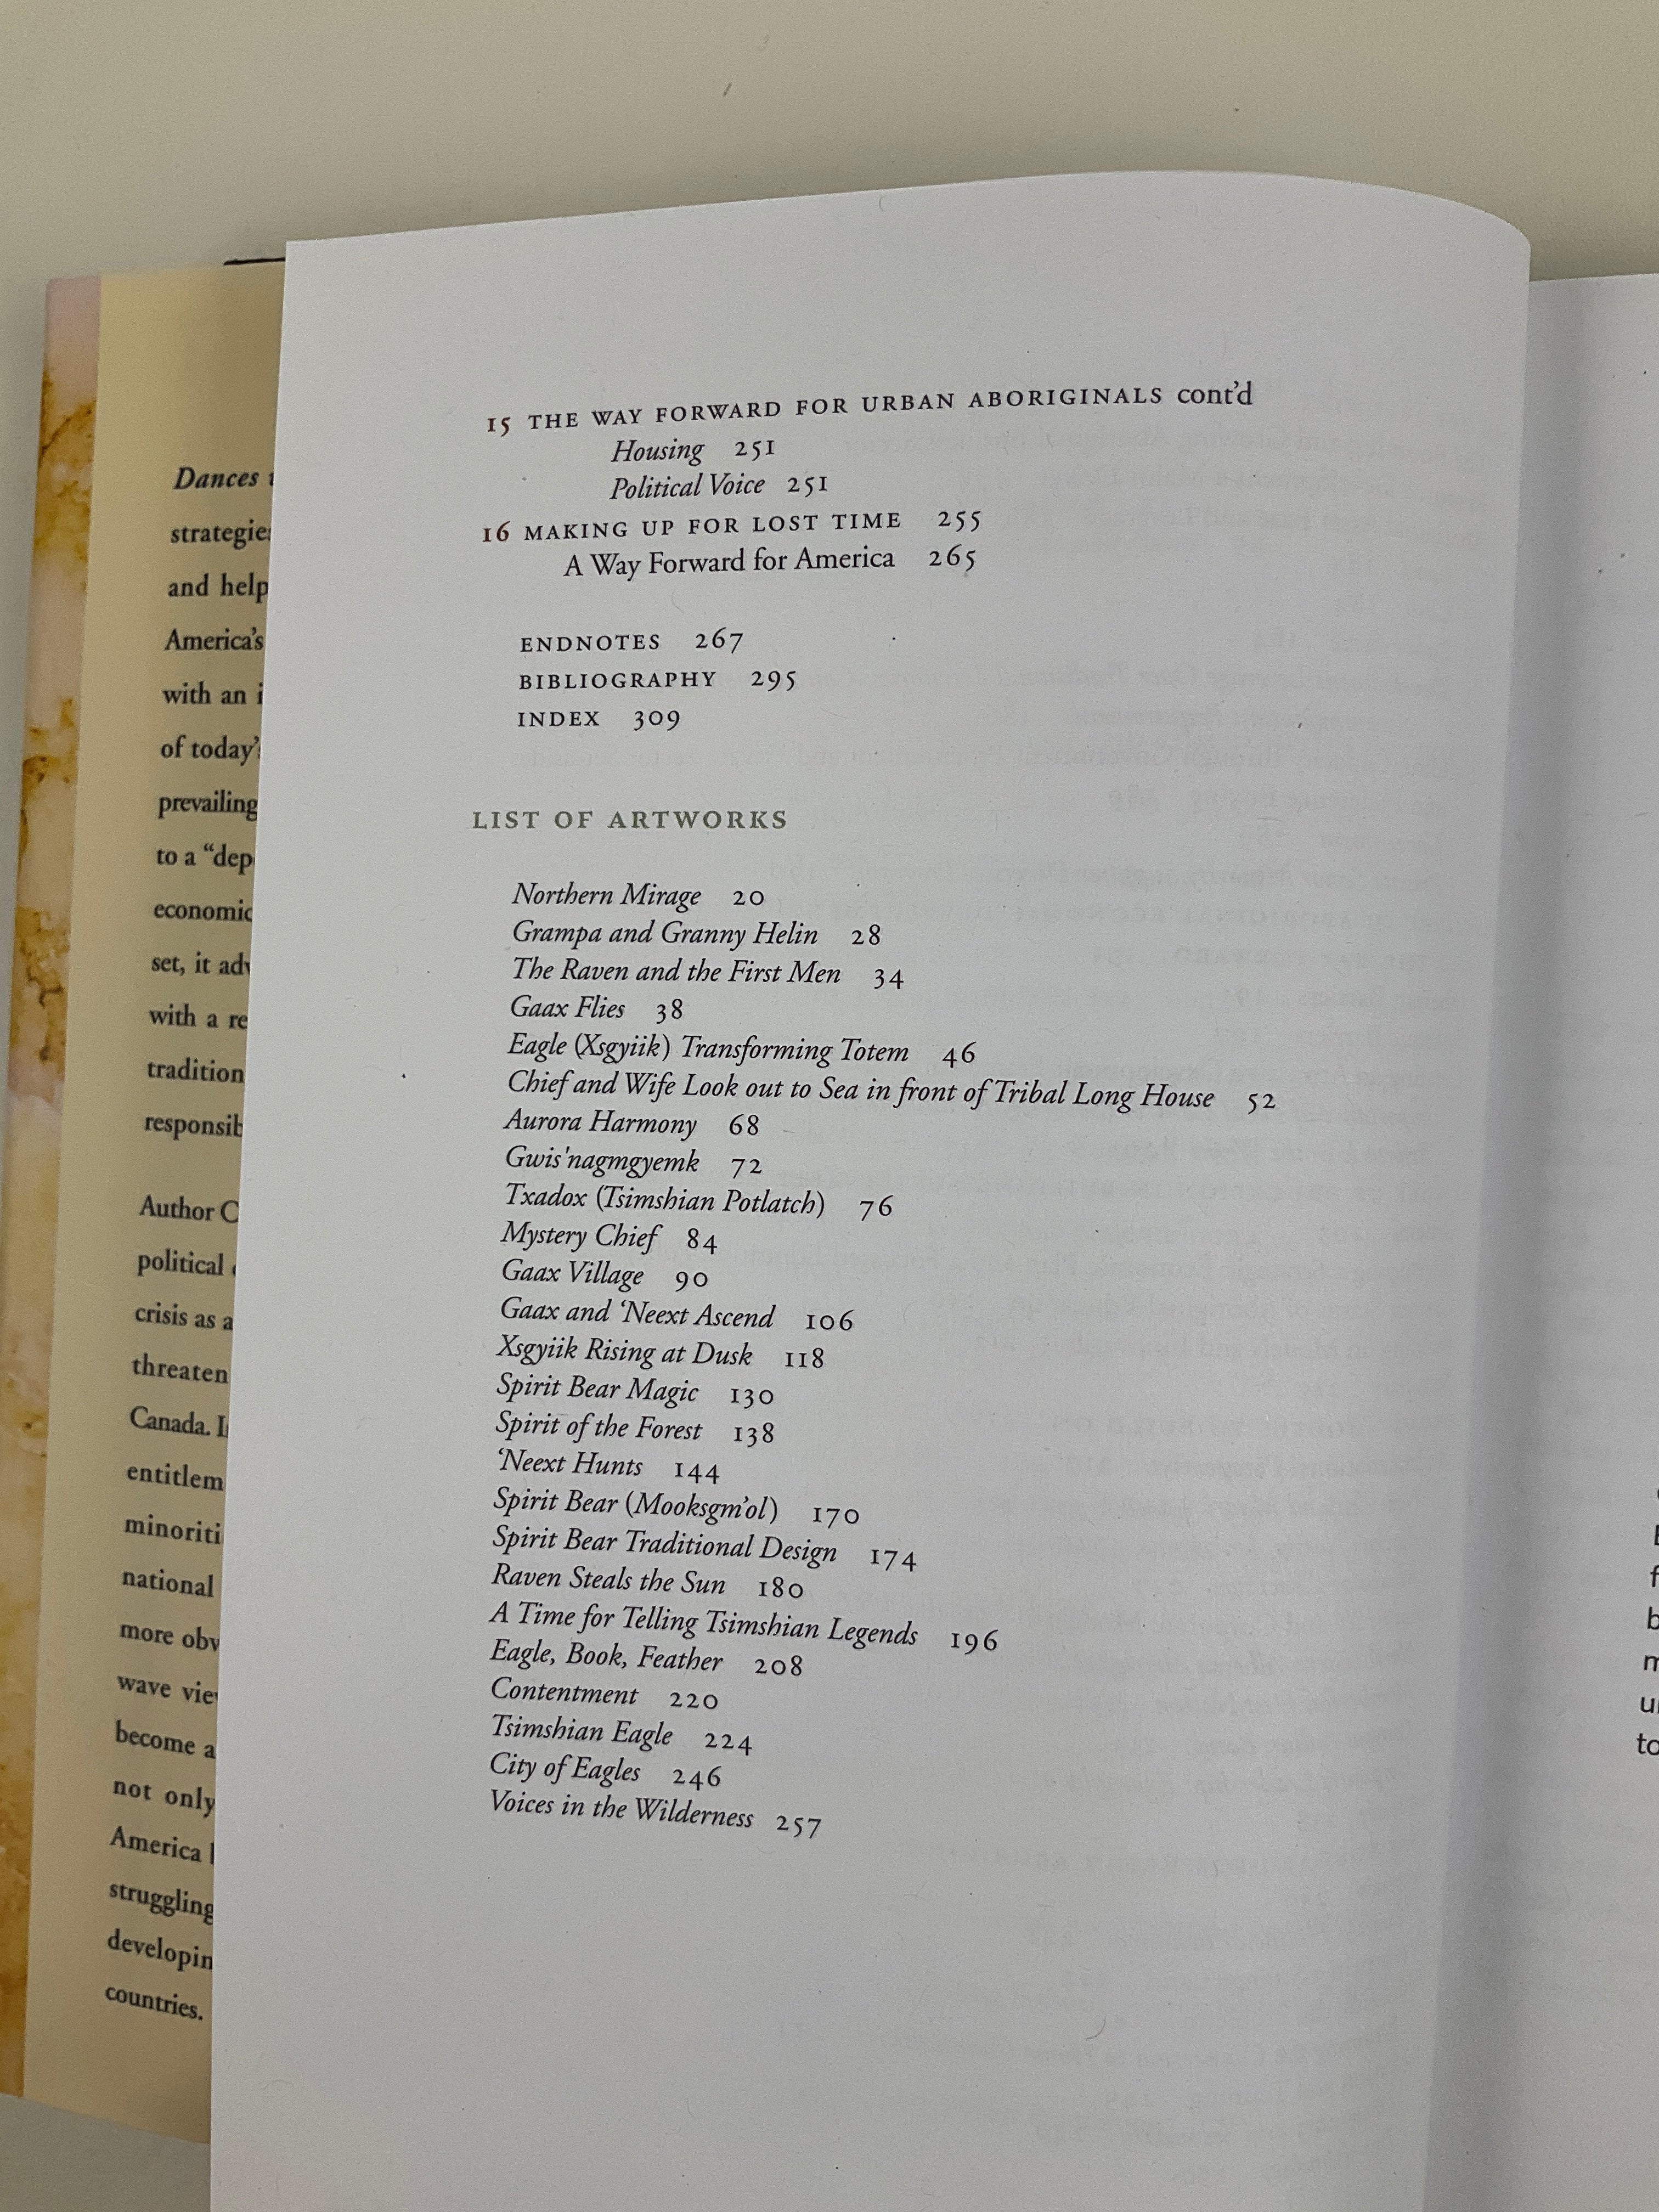 Dances
strategies
and help
America's
with an
of today's
prevailing
to a “dep
economic
set, it adv
with a re
tradition
responsib
Author C
political
crisis as a
threaten
Canada. I
entitlem
minoriti
national
more obv
wave view
become a
not only
America
struggling
developin
countries.
15 THE WAY FORWARD FOR URBAN ABORIGINALS cont’d
Housing 251
Political Voice 251
16 MAKING UP FOR LOST TIME 255
A Way Forward for America 265
ENDNOTES 267
BIBLIOGRAPHY 295
INDEX 309
LIST OF ARTWORKS
Northern Mirage 20
Grampa and Granny Helin 28
The Raven and the First Men 34
Gaax Flies 38
Eagle (Xsgyiik) Transforming Totem 46
Chief and Wife Look out to Sea in front of Tribal Long House 52
Aurora Harmony 68
Gwis'nagmgyemk 72
Txadox (Tsimshian Potlatch) 76
Mystery Chief 84
Gaax Village 90
Gaax and ‘Neext Ascend 106
Xsgyiik Rising at Dusk 118
Spirit Bear Magic 130
Spirit of the Forest 138
‘Neext Hunts 144
Spirit Bear (Mooksgm’ol) 170
Spirit Bear Traditional Design 174
Raven Steals the Sun 180
A Time for Telling Tsimshian Legends 196
Eagle, Book, Feather 208
Contentment 220
Tsimshian Eagle 224
City of Eagles 246
Voices in the Wilderness 257
to